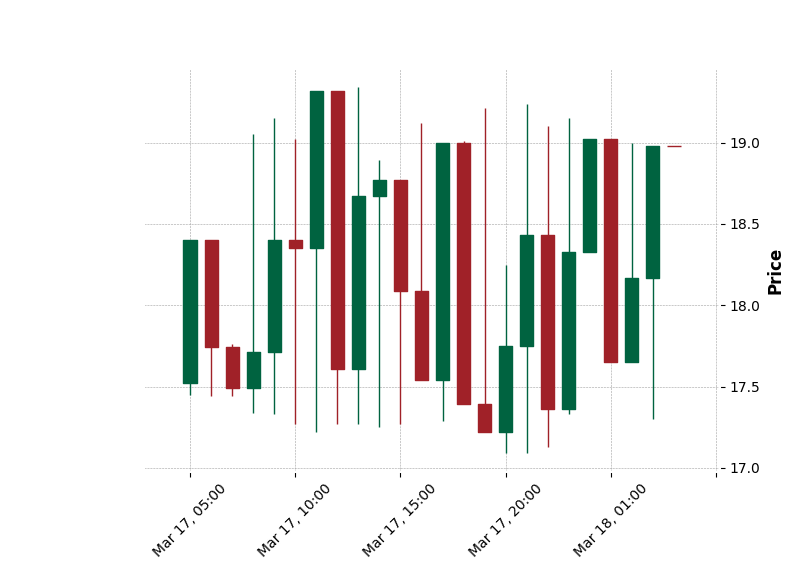 19.0
18.5
18.0
17.5
17.0
Price
Mar 17, 05:00
Mar 17, 10:00
Mar 17, 15:00
Mar 17, 20:00
Mar 18, 01:00